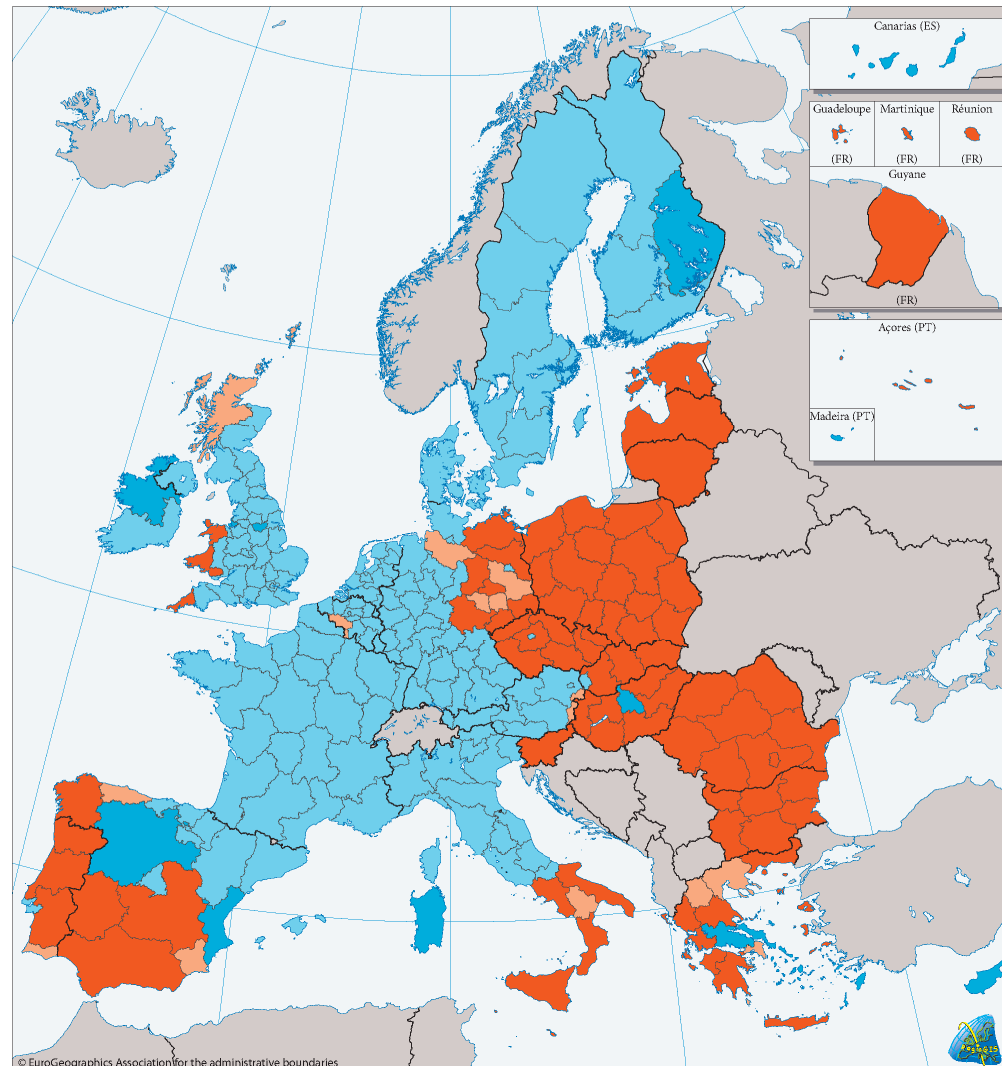 Canarias (ES)
Guadeloupe
Martinique
Réunion
(FR)
(FR)
(FR)
Guyane
(FR)
Açores (PT)
Madeira (PT)
RegioGIS
© EuroGeographics Association for the administrative boundaries